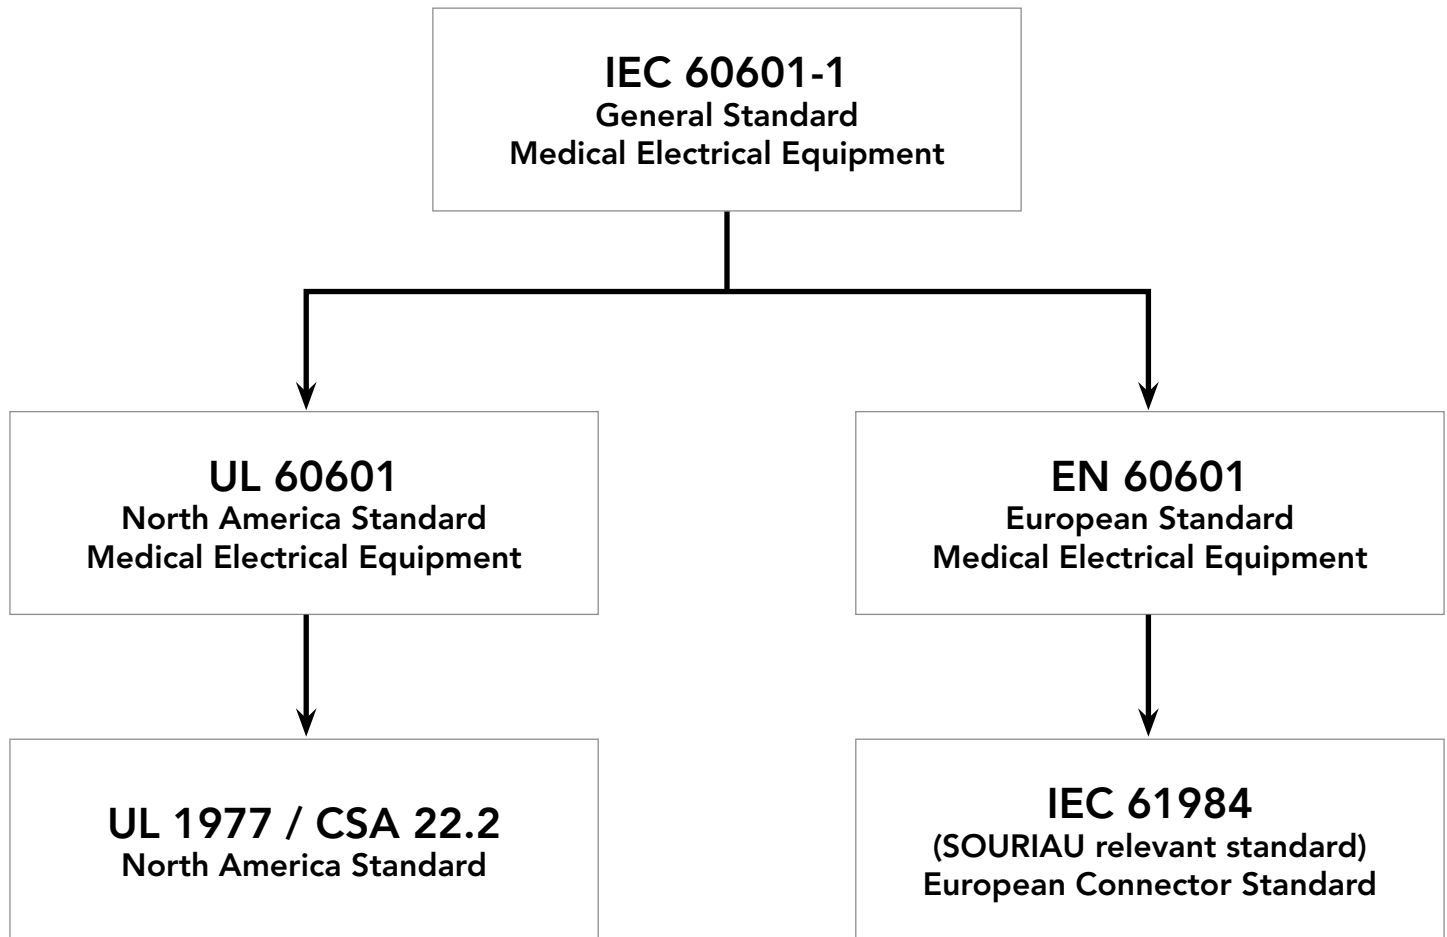 IEC 60601-1
General Standard
Medical Electrical Equipment
UL 60601
North America Standard
Medical Electrical Equipment
EN 60601
European Standard
Medical Electrical Equipment
UL 1977 / CSA 22.2
North America Standard
IEC 61984
(SOURIAU relevant standard)
European Connector Standard